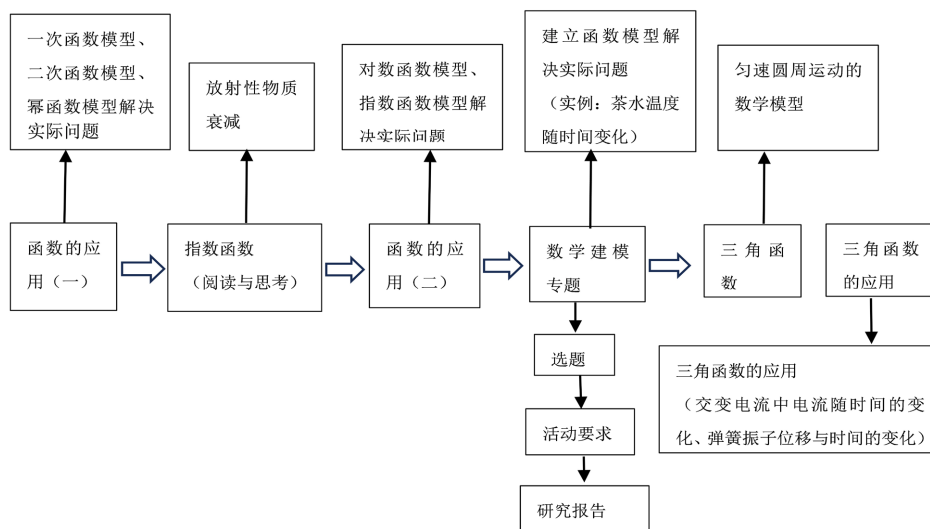 一次函数模型、
二次函数模型、
幂函数模型解决
实际问题
放射性物质
衰减
对数函数模型、
指数函数模型解
决实际问题
建立函数模型解
决实际问题
（实例：茶水温度
随时间变化）
匀速圆周运动的
数学模型
函数的应
用（一）
指数函数
（阅读与思考）
函数的应
用（二）
数学建模
专题
三角函
数
三角函数
的应用
选题
活动要求
研究报告
三角函数的应用
（交变电流中电流随时间的变
化、弹簧振子位移与时间的变化）